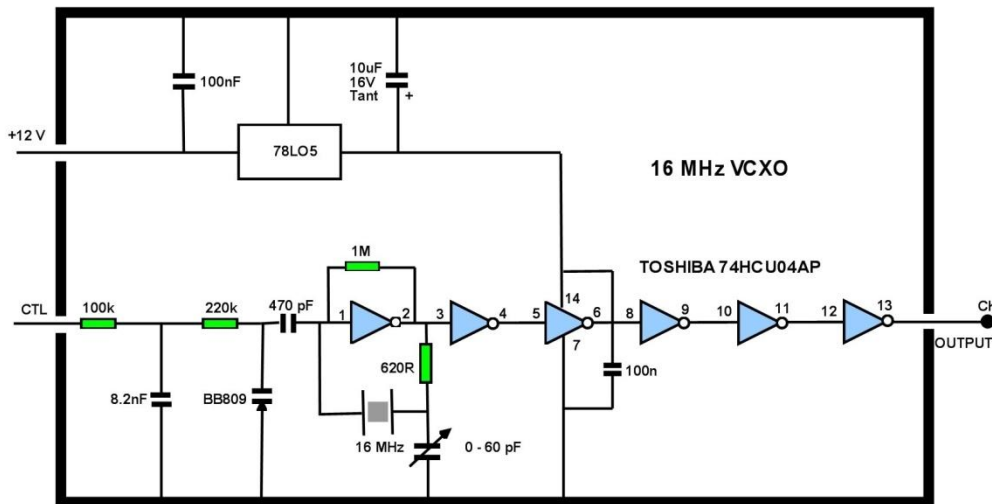 100nF
10uF
16V
Tant
+
+12 V
78LO5
16 MHz VCXO
1M
TOSHIBA 74HCU04AP
CTL
100k
220k
470 pF
1
2
3
4
5
14
6
7
8
9
10
11
12
13
CH
OUTPUT
620R
100n
8.2nF
BB809
16 MHz
0 - 60 pF